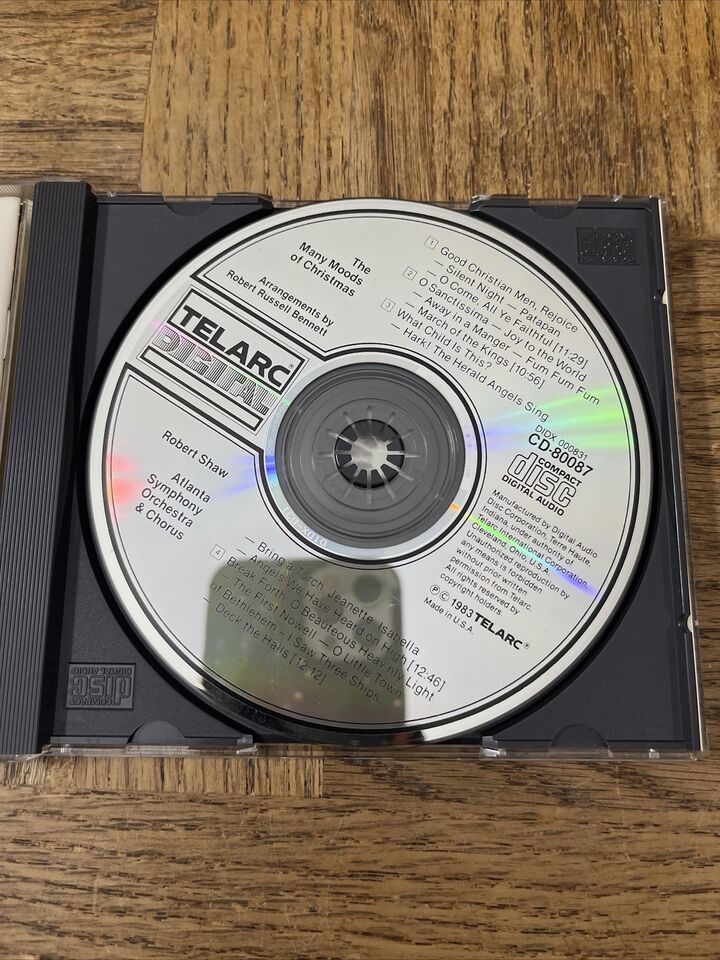 The
Many Moods
of Christmas
Arrangements by
Robert Russell Bennett
TELARC®
DIGITAL
Robert Shaw
Atlanta
Symphony
Orchestra
& Chorus
1 Good Christian Men, Rejoice
— Silent Night — Patapan
— O Come, All Ye Faithful [11:29]
2 O Sanctissima — Joy to the World
— Away in a Manger — Fum Fum Fum
— March of the Kings [10:56]
3 What Child Is This?
— Hark! The Herald Angels Sing
— Bring a Torch, Jeanette, Isabella
— Angels We Have Heard on High [12:46]
4 Break Forth, O Beauteous Heav'nly Light
— The First Nowell — O Little Town
of Bethlehem - I Saw Three Ships
— Deck the Halls [12:12]
DIDX 000831
CD-80087
COMPACT
disc
DIGITAL AUDIO
Manufactured by Digital Audio
Disc Corporation, Terre Haute,
Indiana, under authority of
Telarc International Corporation,
Cleveland, Ohio, U.S.A.
Unauthorized reproduction by
any means is forbidden
without prior written
permission from Telarc.
All rights reserved by
copyright holders.
℗ © 1983 TELARC®
Made in U.S.A.
COMPACT
disc
DIGITAL AUDIO